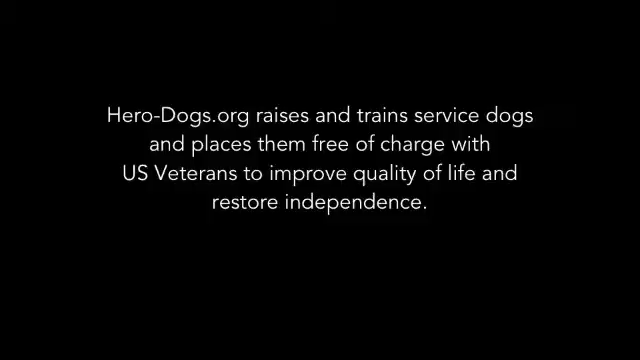 Hero-Dogs.org raises and trains service dogs
and places them free of charge with
US Veterans to improve quality of life and
restore independence.